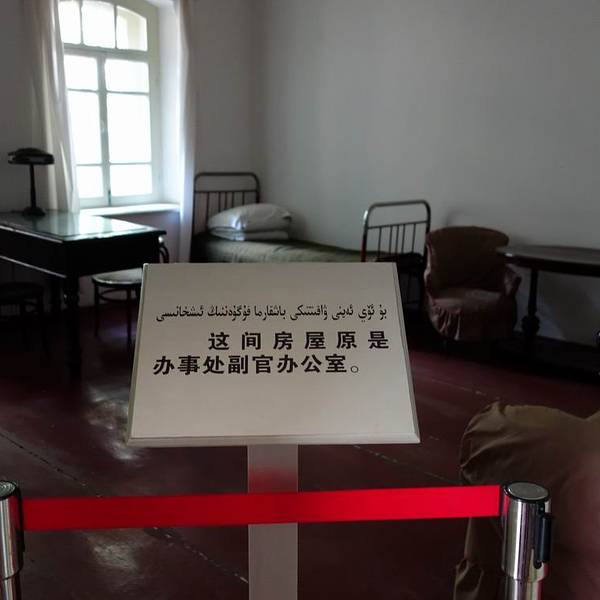 بۇ ئۆي ئەينى ۋاقىتتىكى باشقارما فۇگۇەننىڭ ئىشخانىسى
这间房屋原是
办事处副官办公室。